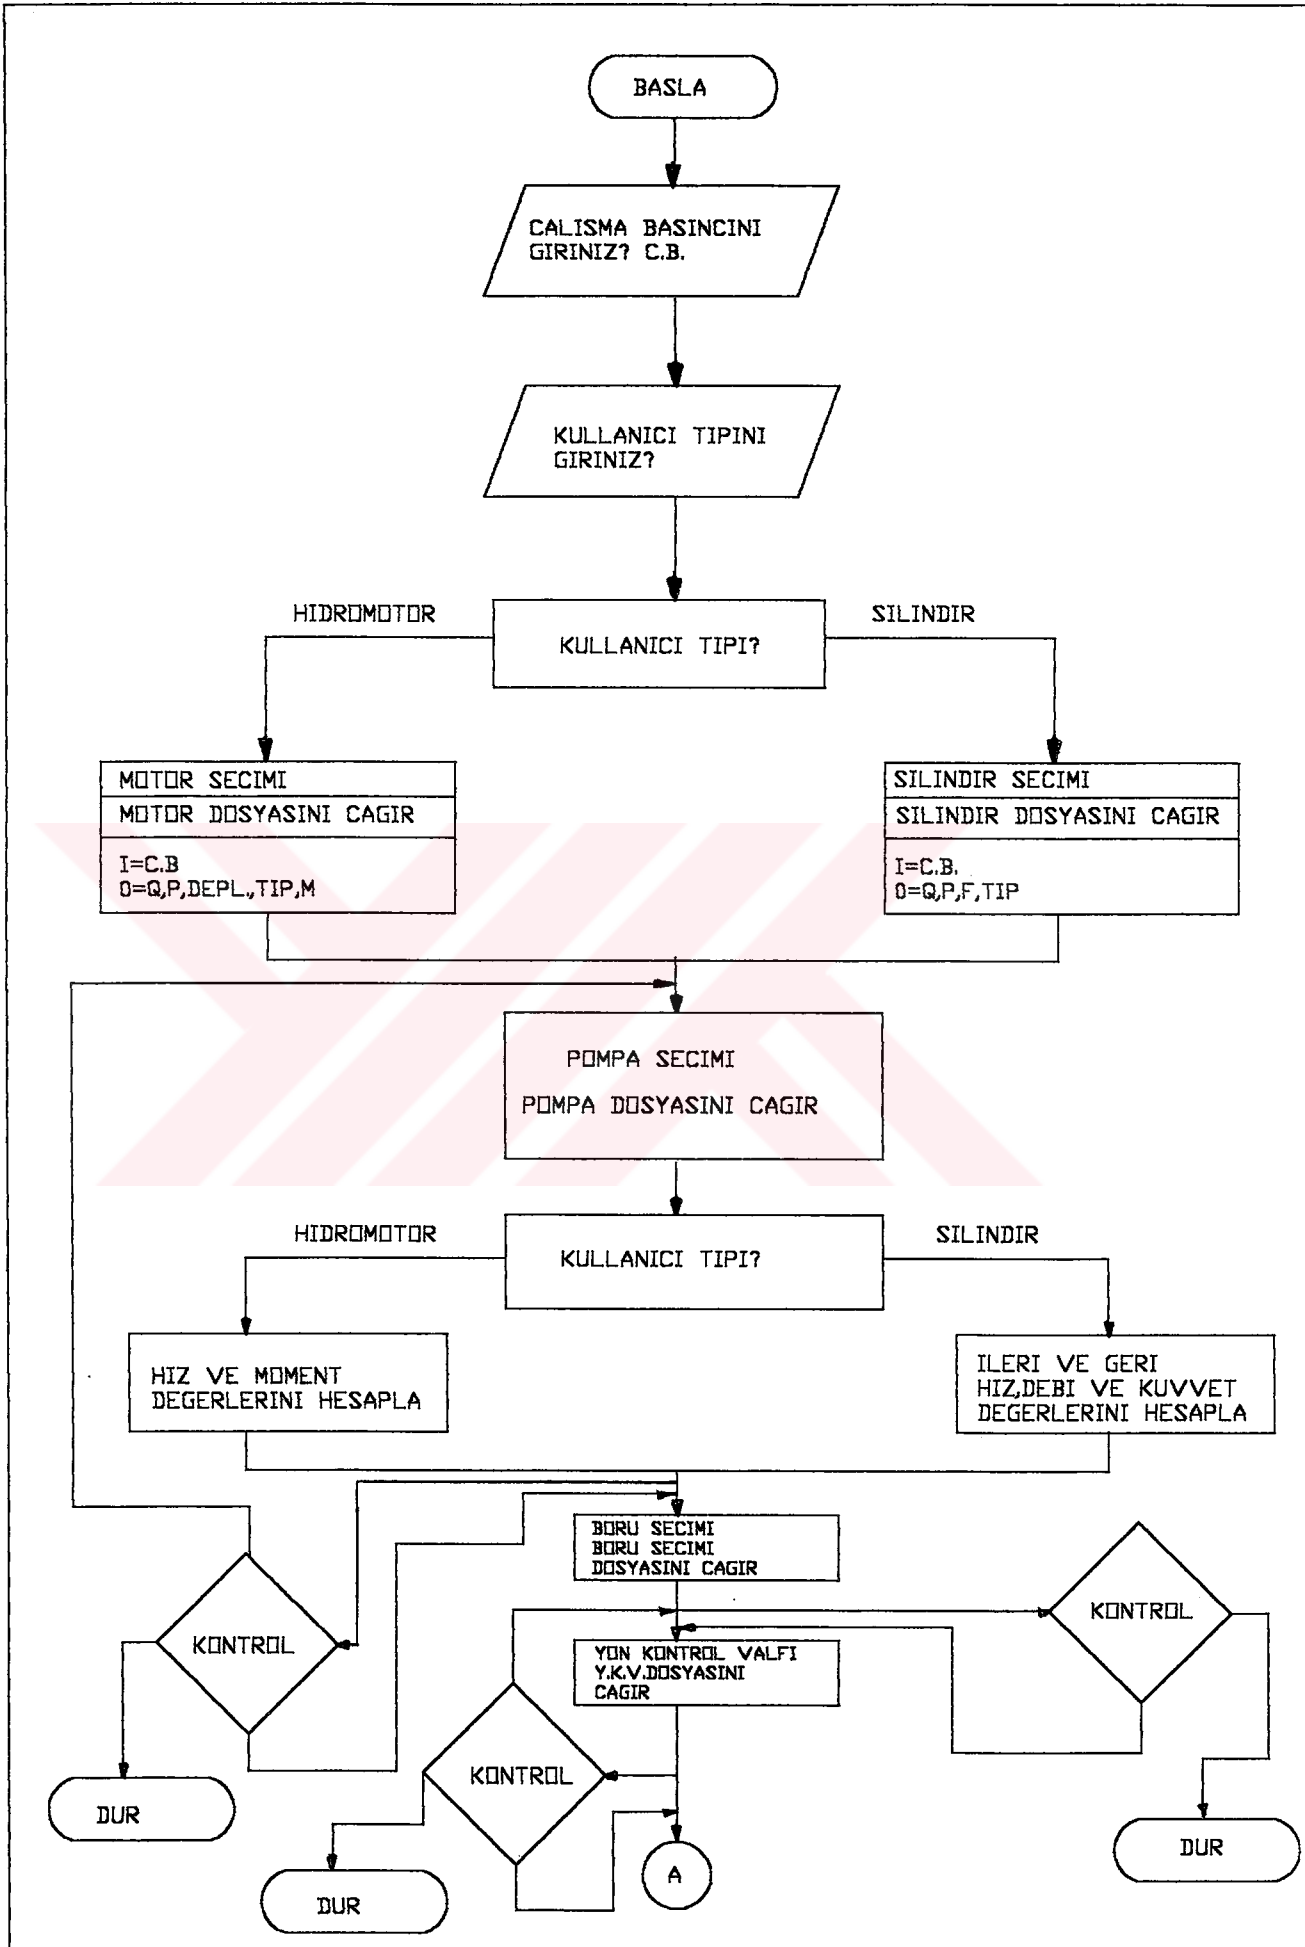 BASLA
CALISMA BASINCINI
GIRINIZ? C.B.
KULLANICI TIPINI
GIRINIZ?
HIDROMOTOR
SILINDIR
KULLANICI TIPI?
MOTOR SECIMI
MOTOR DOSYASINI CAGIR
I=C.B
O=Q,P,DEPL.,TIP,M
SILINDIR SECIMI
SILINDIR DOSYASINI CAGIR
I=C.B.
O=Q,P,F,TIP
POMPA SECIMI
POMPA DOSYASINI CAGIR
HIDROMOTOR
SILINDIR
KULLANICI TIPI?
HIZ VE MOMENT
DEGERLERINI HESAPLA
ILERI VE GERI
HIZ,DEBI VE KUVVET
DEGERLERINI HESAPLA
BORU SECIMI
BORU SECIMI
DOSYASINI CAGIR
KONTROL
KONTROL
YON KONTROL VALFI
Y.K.V.DOSYASINI
CAGIR
KONTROL
DUR
DUR
A
DUR